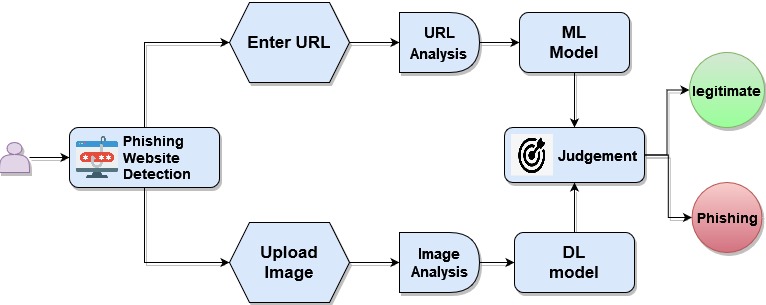 Enter URL
URL
Analysis
ML
Model
Phishing
Website
Detection
Judgement
legitimate
Phishing
Upload
Image
Image
Analysis
DL
model